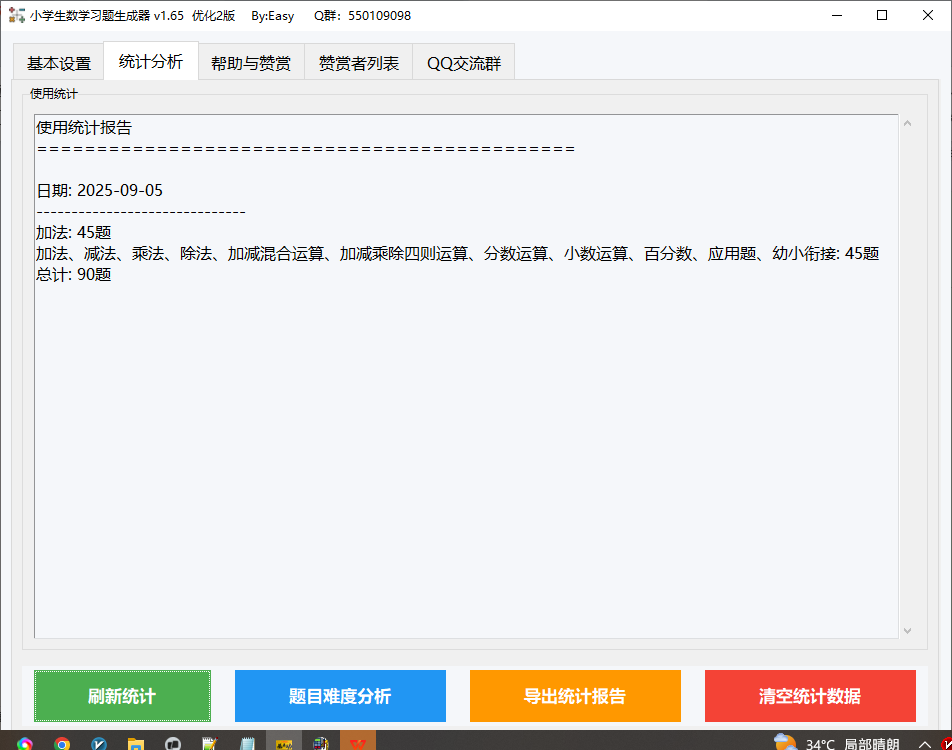 小学生数学习题生成器 v1.65 优化2版 By:Easy Q群：550109098
基本设置 统计分析 帮助与赞赏 赞赏者列表 QQ交流群
使用统计
使用统计报告
=============================================
日期: 2025-09-05
------------------------------
加法: 45题
加法、减法、乘法、除法、加减混合运算、加减乘除四则运算、分数运算、小数运算、百分数、应用题、幼小衔接: 45题
总计: 90题
刷新统计 题目难度分析 导出统计报告 清空统计数据
34°C 局部晴朗